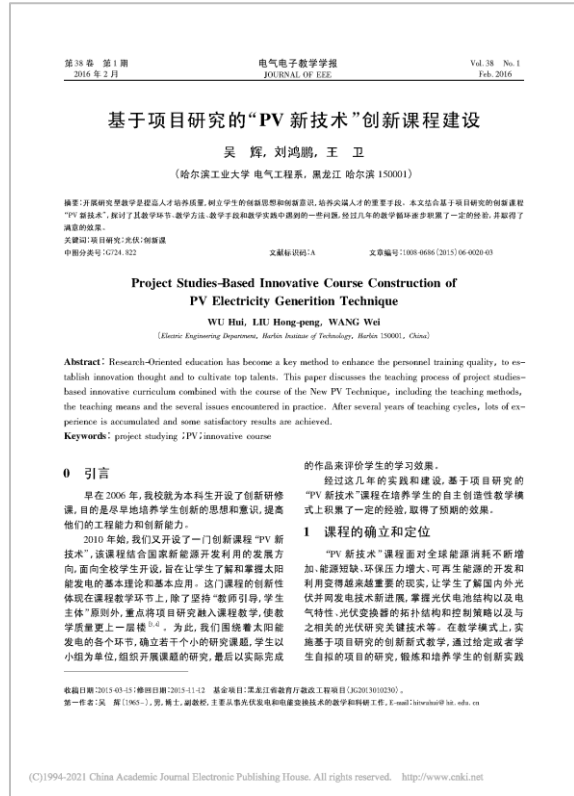 第38卷 第1期
2016年2月
电气电子教学学报
JOURNAL OF EEE
Vol. 38 No. 1
Feb. 2016
基于项目研究的“PV新技术”创新课程建设
吴 辉, 刘鸿鹏, 王 卫
(哈尔滨工业大学 电气工程系, 黑龙江 哈尔滨 150001)
摘要:开展研究型教学是提高人才培养质量,树立学生的创新思想和创新意识,培养尖端人才的重要手段。本文结合基于项目研究的创新课程
“PV新技术”,探讨了其教学环节、教学方法、教学手段和教学实践中遇到的一些问题,经过几年的教学循环逐步积累了一定的经验,并取得了
满意的效果。
关键词:项目研究;光伏;创新课
中图分类号:G724.822 文献标识码:A 文章编号:1008-0686(2015)06-0020-03
Project Studies-Based Innovative Course Construction of
PV Electricity Generition Technique
WU Hui, LIU Hong-peng, WANG Wei
(Electric Engineering Department, Harbin Institute of Technology, Harbin 150001, China)
Abstract: Research-Oriented education has become a key method to enhance the personnel training quality, to es-
tablish innovation thought and to cultivate top talents. This paper discusses the teaching process of project studies-
based innovative curriculum combined with the course of the New PV Technique, including the teaching methods,
the teaching means and the several issues encountered in practice. After several years of teaching cycles, lots of ex-
perience is accumulated and some satisfactory results are achieved.
Keywords: project studying ;PV;innovative course
0 引言
早在2006年,我校就为本科生开设了创新研修
课,目的是尽早地培养学生创新的思想和意识,提高
他们的工程能力和创新能力。
2010年始,我们又开设了一门创新课程“PV新
技术”,该课程结合国家新能源开发利用的发展方
向,面向全校学生开设,旨在让学生了解和掌握太阳
能发电的基本理论和基本应用。这门课程的创新性
体现在课程教学环节上,除了坚持“教师引导,学生
主体”原则外,重点将项目研究融入课程教学,使教
学质量更上一层楼[3,4]。为此,我们围绕着太阳能
发电的各个环节,确立若干个小的研究课题,学生以
小组为单位,组织开展课题的研究,最后以实际完成
的作品来评价学生的学习效果。
经过这几年的实践和建设,基于项目研究的
“PV新技术”课程在培养学生的自主创造性教学模
式上积累了一定的经验,取得了预期的效果。
1 课程的确立和定位
“PV新技术”课程面对全球能源消耗不断增
加、能源短缺、环保压力增大、可再生能源的开发和
利用变得越来越重要的现实,让学生了解国内外光
伏并网发电技术新进展,掌握光伏电池结构以及电
气特性、光伏变换器的拓扑结构和控制策略以及与
之相关的光伏研究关键技术等。在教学模式上,实
施基于项目研究的创新新式教学,通过给定或者学
生自拟的项目的研究,锻炼和培养学生的创新实践
收稿日期:2015-03-15;修回日期:2015-11-12 基金项目:黑龙江省教育厅教改工程项目(JG2013010230)。
第一作者:吴 辉(1965-),男,博士,副教授,主要从事光伏发电和电能变换技术的教学和科研工作,E-mail:hitwuhui@hit.edu.cn
(C)1994-2021 China Academic Journal Electronic Publishing House. All rights reserved. http://www.cnki.net